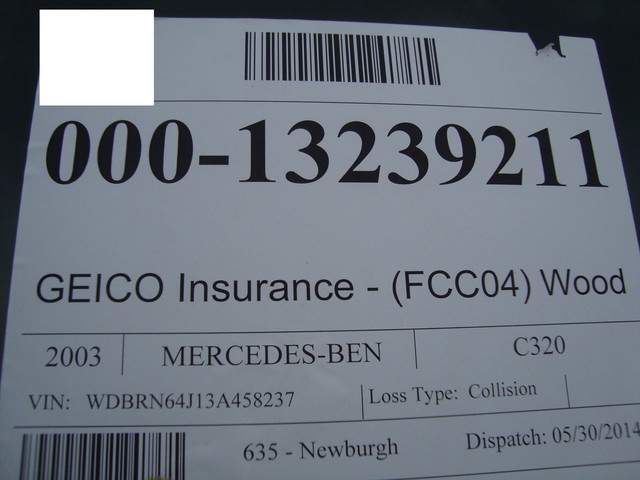 000-13239211
GEICO Insurance - (FCC04) Wood
2003 MERCEDES-BEN C320
VIN: WDBRN64J13A458237 Loss Type: Collision
635 - Newburgh Dispatch: 05/30/2014